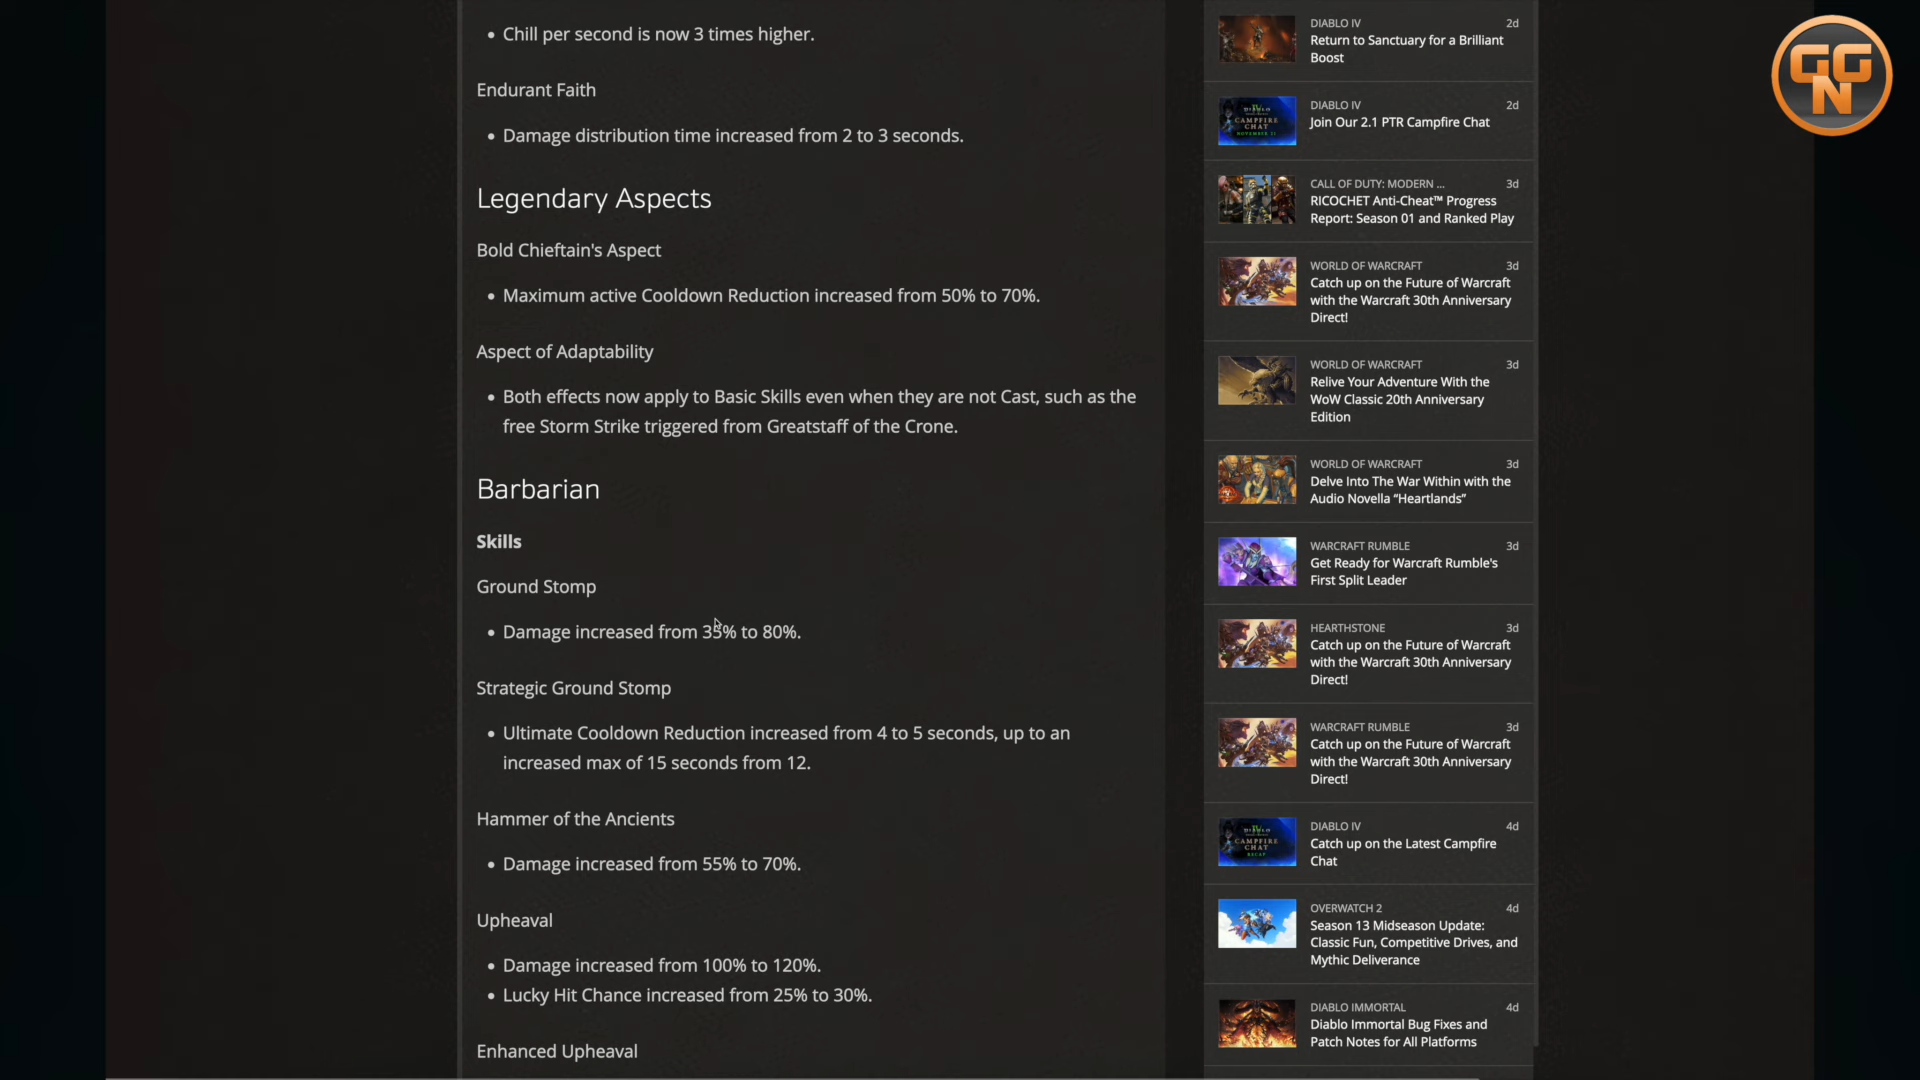 • Chill per second is now 3 times higher.
Endurant Faith
• Damage distribution time increased from 2 to 3 seconds.
Legendary Aspects
Bold Chieftain's Aspect
• Maximum active Cooldown Reduction increased from 50% to 70%.
Aspect of Adaptability
• Both effects now apply to Basic Skills even when they are not Cast, such as the
free Storm Strike triggered from Greatstaff of the Crone.
Barbarian
Skills
Ground Stomp
• Damage increased from 35% to 80%.
Strategic Ground Stomp
• Ultimate Cooldown Reduction increased from 4 to 5 seconds, up to an
increased max of 15 seconds from 12.
Hammer of the Ancients
• Damage increased from 55% to 70%.
Upheaval
• Damage increased from 100% to 120%.
• Lucky Hit Chance increased from 25% to 30%.
Enhanced Upheaval
DIABLO IV 2d
Return to Sanctuary for a Brilliant
Boost
DIABLO IV 2d
Join Our 2.1 PTR Campfire Chat
CAMPFIRE
CHAT
NOVEMBER 21
CALL OF DUTY: MODERN ... 3d
RICOCHET Anti-Cheat™ Progress
Report: Season 01 and Ranked Play
WORLD OF WARCRAFT 3d
Catch up on the Future of Warcraft
with the Warcraft 30th Anniversary
Direct!
WORLD OF WARCRAFT 3d
Relive Your Adventure With the
WoW Classic 20th Anniversary
Edition
WORLD OF WARCRAFT 3d
Delve Into The War Within with the
Audio Novella “Heartlands”
WARCRAFT RUMBLE 3d
Get Ready for Warcraft Rumble's
First Split Leader
HEARTHSTONE 3d
Catch up on the Future of Warcraft
with the Warcraft 30th Anniversary
Direct!
WARCRAFT RUMBLE 3d
Catch up on the Future of Warcraft
with the Warcraft 30th Anniversary
Direct!
DIABLO IV 4d
Catch up on the Latest Campfire
Chat
CAMPFIRE
CHAT
RECAP
OVERWATCH 2 4d
Season 13 Midseason Update:
Classic Fun, Competitive Drives, and
Mythic Deliverance
DIABLO IMMORTAL 4d
Diablo Immortal Bug Fixes and
Patch Notes for All Platforms
GGN